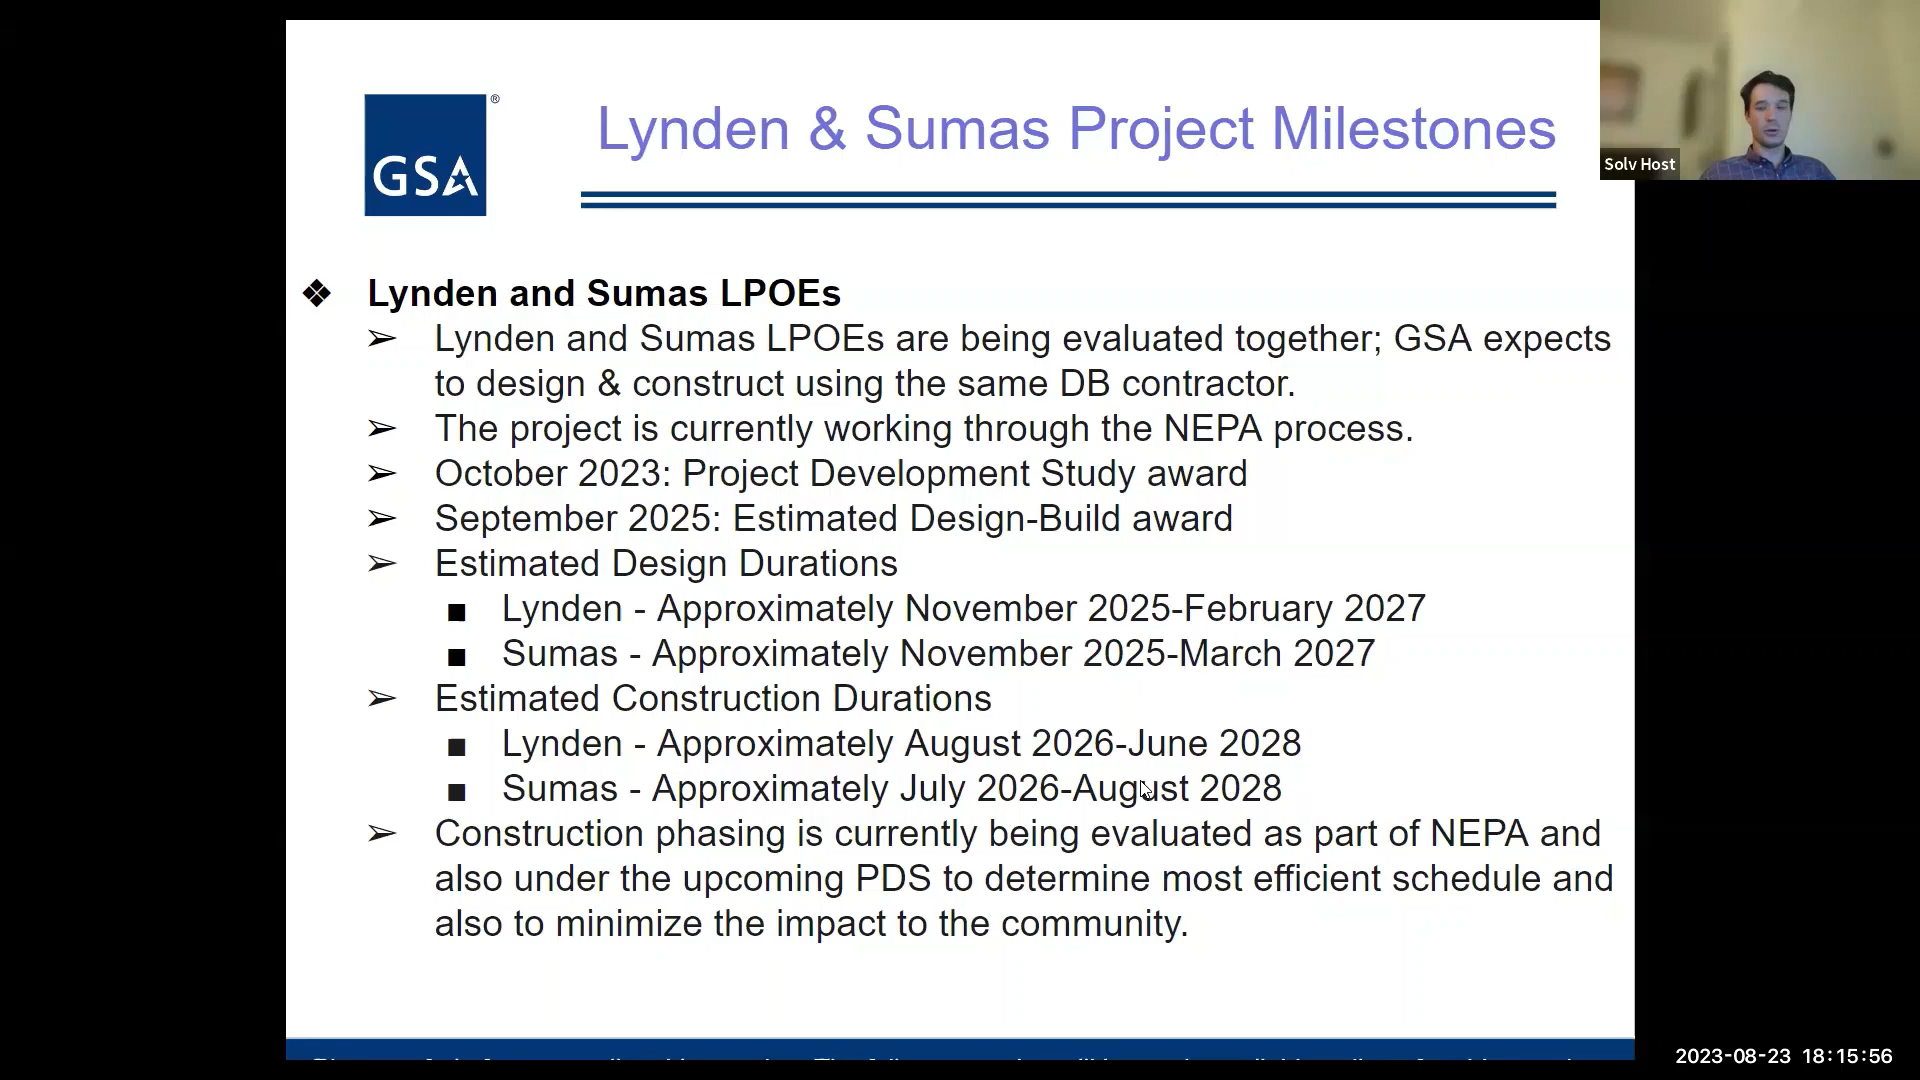 Lynden & Sumas Project Milestones
GSA
®
Solv Host
❖ Lynden and Sumas LPOEs
➢ Lynden and Sumas LPOEs are being evaluated together; GSA expects
to design & construct using the same DB contractor.
➢ The project is currently working through the NEPA process.
➢ October 2023: Project Development Study award
➢ September 2025: Estimated Design-Build award
➢ Estimated Design Durations
■ Lynden - Approximately November 2025-February 2027
■ Sumas - Approximately November 2025-March 2027
➢ Estimated Construction Durations
■ Lynden - Approximately August 2026-June 2028
■ Sumas - Approximately July 2026-August 2028
➢ Construction phasing is currently being evaluated as part of NEPA and
also under the upcoming PDS to determine most efficient schedule and
also to minimize the impact to the community.
2023-08-23 18:15:56